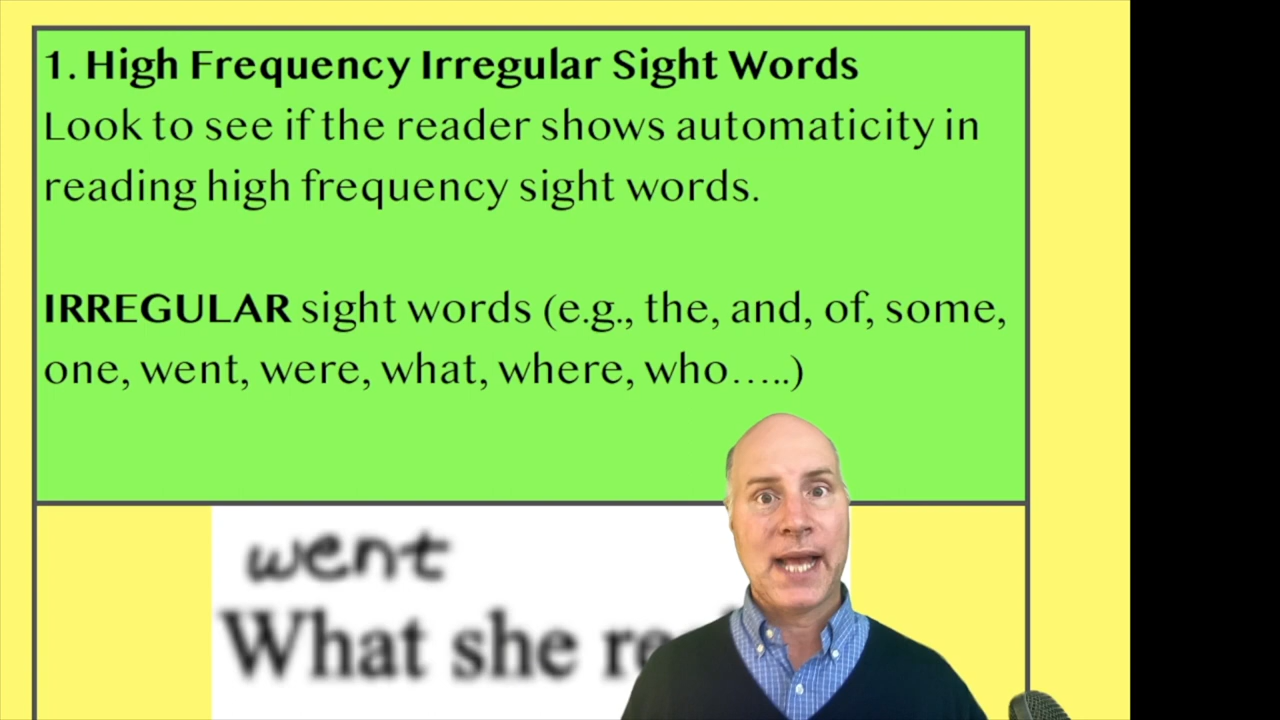 1. High Frequency Irregular Sight Words
Look to see if the reader shows automaticity in
reading high frequency sight words.
IRREGULAR sight words (e.g., the, and, of, some,
one, went, were, what, where, who…..)
went
What she